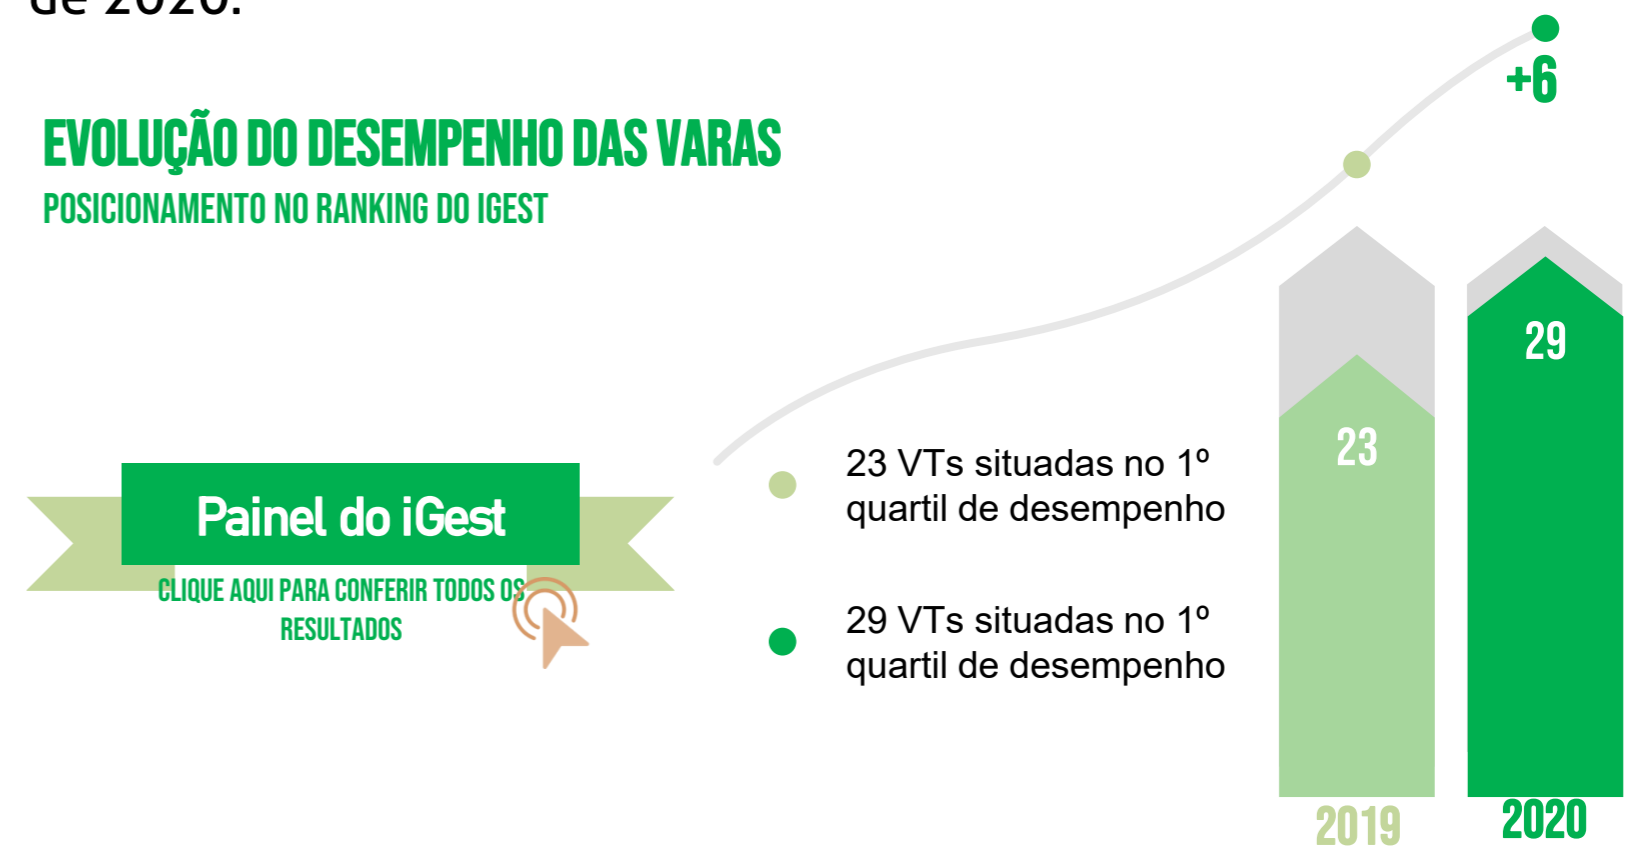 de 2020.
+6
EVOLUÇÃO DO DESEMPENHO DAS VARAS
POSICIONAMENTO NO RANKING DO IGEST
29
23
23 VTs situadas no 1º
quartil de desempenho
Painel do iGest
CLIQUE AQUI PARA CONFERIR TODOS OS
RESULTADOS
29 VTs situadas no 1º
quartil de desempenho
2019
2020